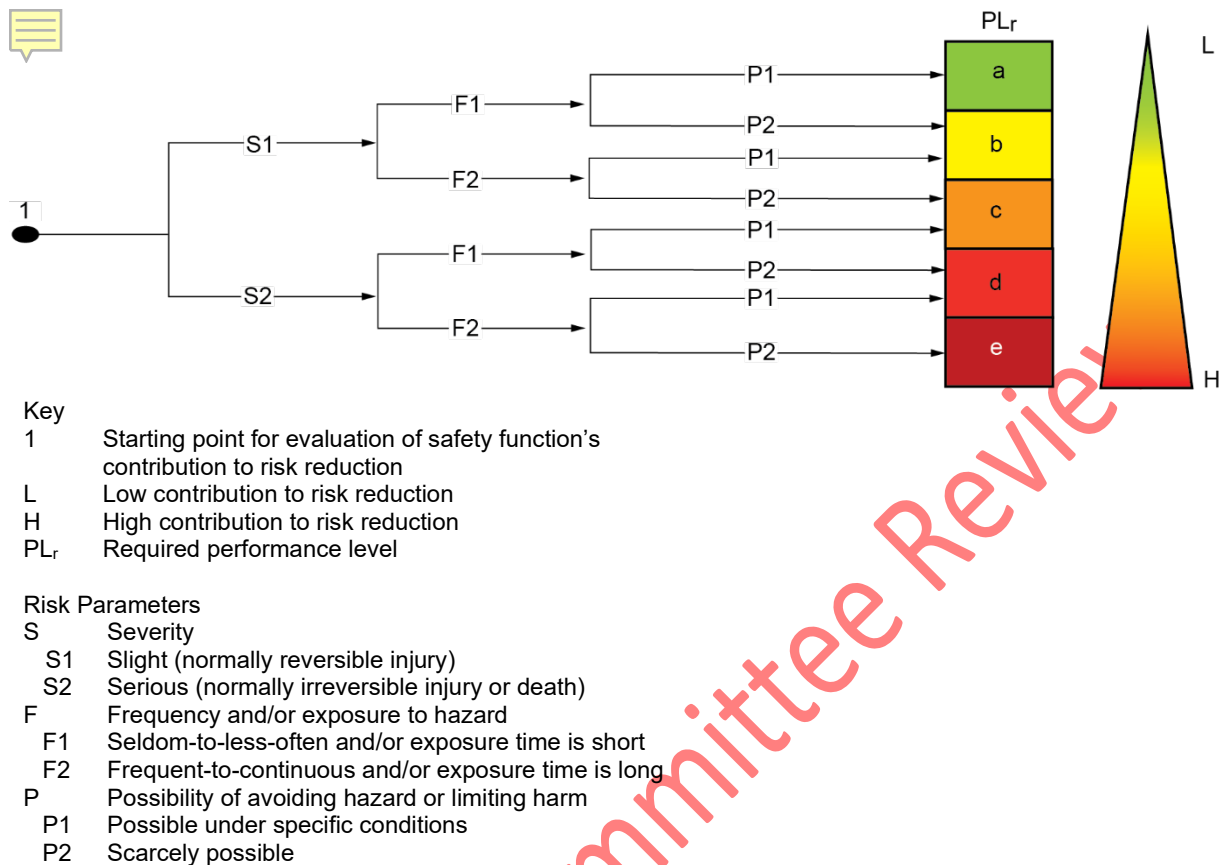 PLr
L
P1
a
F1
P2
S1
b
P1
F2
P2
c
1
P1
F1
P2
d
S2
P1
F2
P2
e
H
Key
1 Starting point for evaluation of safety function's
contribution to risk reduction
L Low contribution to risk reduction
H High contribution to risk reduction
PLr Required performance level
Risk Parameters
S Severity
S1 Slight (normally reversible injury)
S2 Serious (normally irreversible injury or death)
F Frequency and/or exposure to hazard
F1 Seldom-to-less-often and/or exposure time is short
F2 Frequent-to-continuous and/or exposure time is long
P Possibility of avoiding hazard or limiting harm
P1 Possible under specific conditions
P2 Scarcely possible
mmittee Review